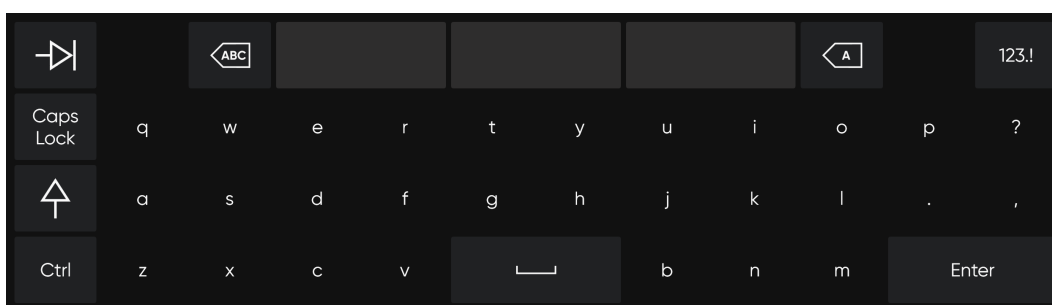 ABC A 123.!
Caps Lock q w e r t y u i o p ?
a s d f g h j k l . ,
Ctrl z x c v b n m Enter